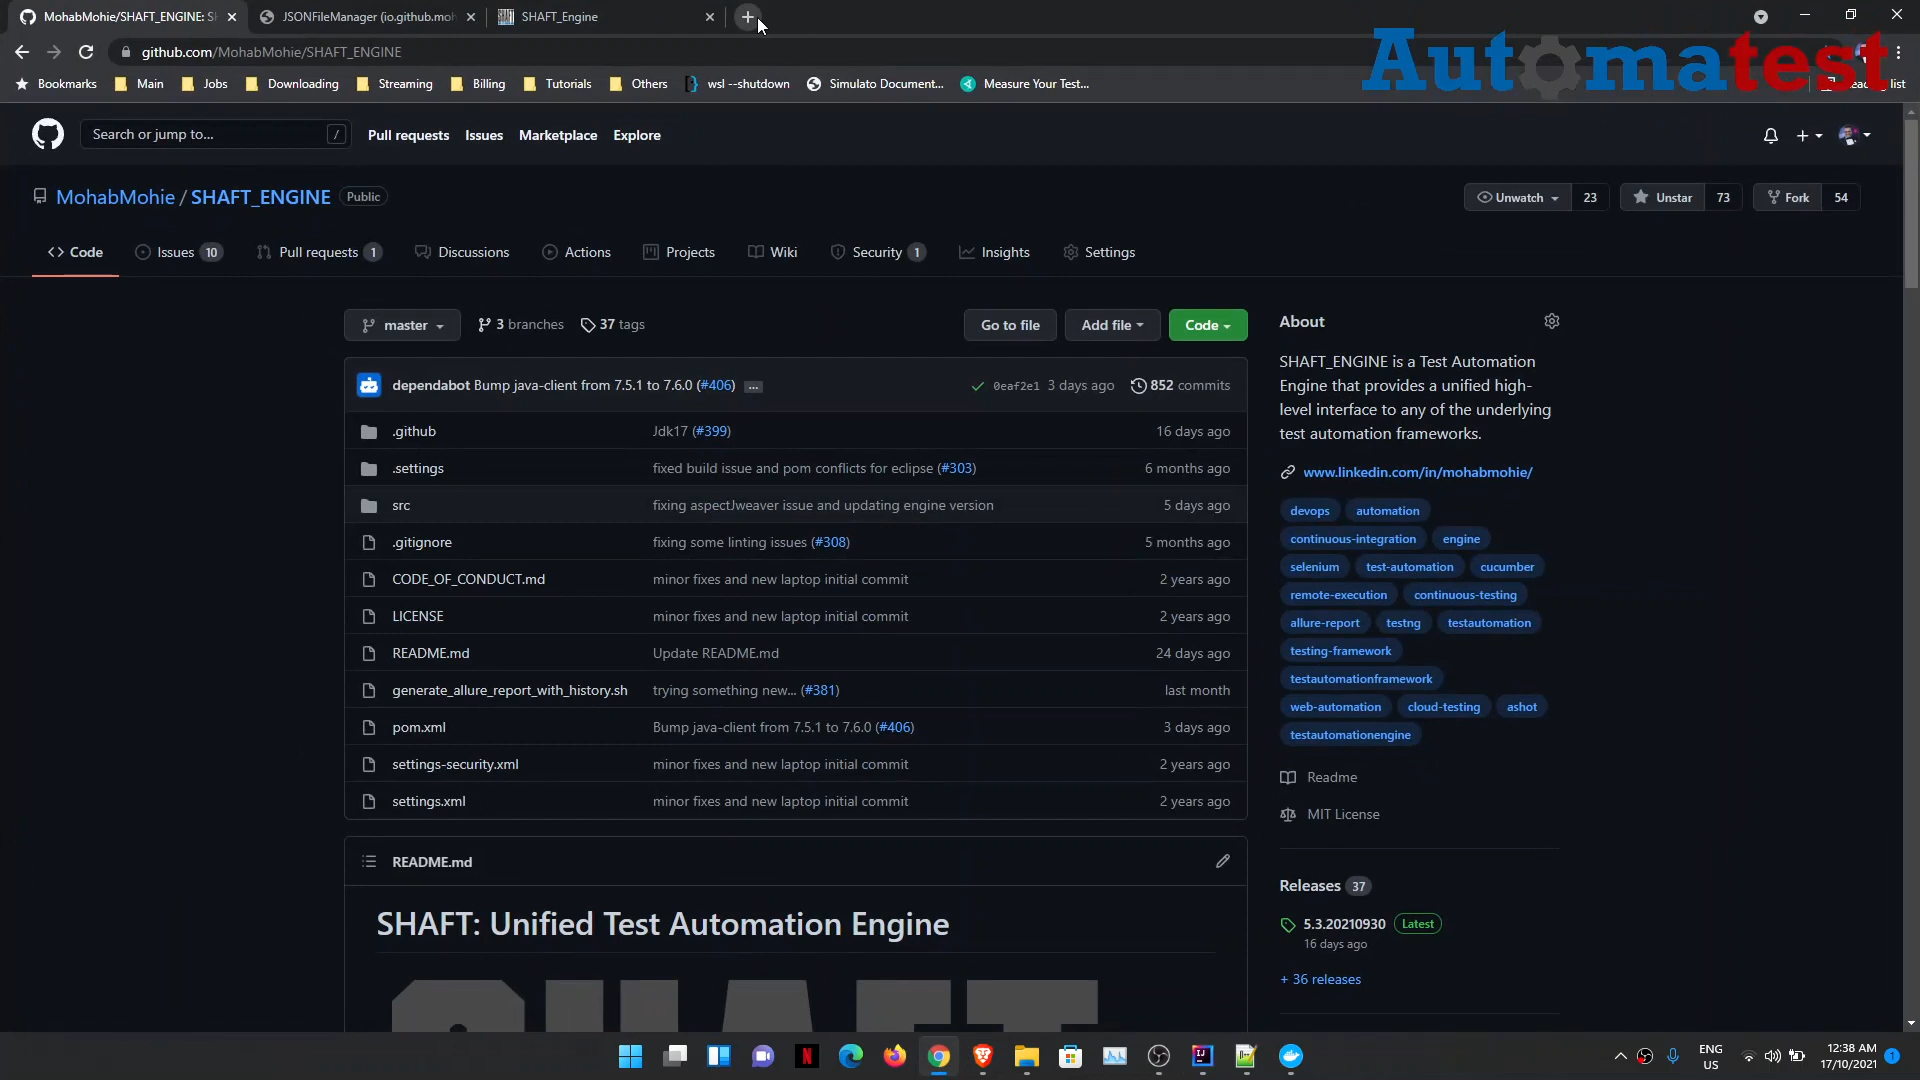 MohabMohie/SHAFT_ENGINE: S
JSONFileManager (io.github.moh
SHAFT_Engine
github.com/MohabMohie/SHAFT_ENGINE
Automatest
Bookmarks
Main
Jobs
Downloading
Streaming
Billing
Tutorials
Others
wsl --shutdown
Simulato Document...
Measure Your Test...
Search or jump to...
/
Pull requests
Issues
Marketplace
Explore
MohabMohie / SHAFT_ENGINE
Public
Unwatch
23
Unstar
73
Fork
54
Code
Issues 10
Pull requests 1
Discussions
Actions
Projects
Wiki
Security 1
Insights
Settings
master
3 branches
37 tags
Go to file
Add file
Code
dependabot Bump java-client from 7.5.1 to 7.6.0 (#406) ...
0eaf2e1 3 days ago
852 commits
.github Jdk17 (#399) 16 days ago
.settings fixed build issue and pom conflicts for eclipse (#303) 6 months ago
src fixing aspectJweaver issue and updating engine version 5 days ago
.gitignore fixing some linting issues (#308) 5 months ago
CODE_OF_CONDUCT.md minor fixes and new laptop initial commit 2 years ago
LICENSE minor fixes and new laptop initial commit 2 years ago
README.md Update README.md 24 days ago
generate_allure_report_with_history.sh trying something new... (#381) last month
pom.xml Bump java-client from 7.5.1 to 7.6.0 (#406) 3 days ago
settings-security.xml minor fixes and new laptop initial commit 2 years ago
settings.xml minor fixes and new laptop initial commit 2 years ago
README.md
SHAFT: Unified Test Automation Engine
SHAFT
About
SHAFT_ENGINE is a Test Automation
Engine that provides a unified high-
level interface to any of the underlying
test automation frameworks.
www.linkedin.com/in/mohabmohie/
devops automation
continuous-integration engine
selenium test-automation cucumber
remote-execution continuous-testing
allure-report testng testautomation
testing-framework
testautomationframework
web-automation cloud-testing ashot
testautomationengine
Readme
MIT License
Releases 37
5.3.20210930 Latest
16 days ago
+ 36 releases
ENG
US
12:38 AM
17/10/2021
1